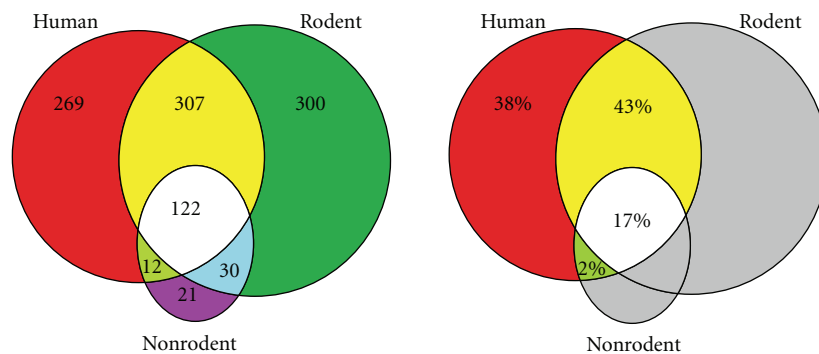 Human
Rodent
269
307
300
122
12
30
21
Nonrodent
Human
Rodent
38%
43%
17%
2%
Nonrodent